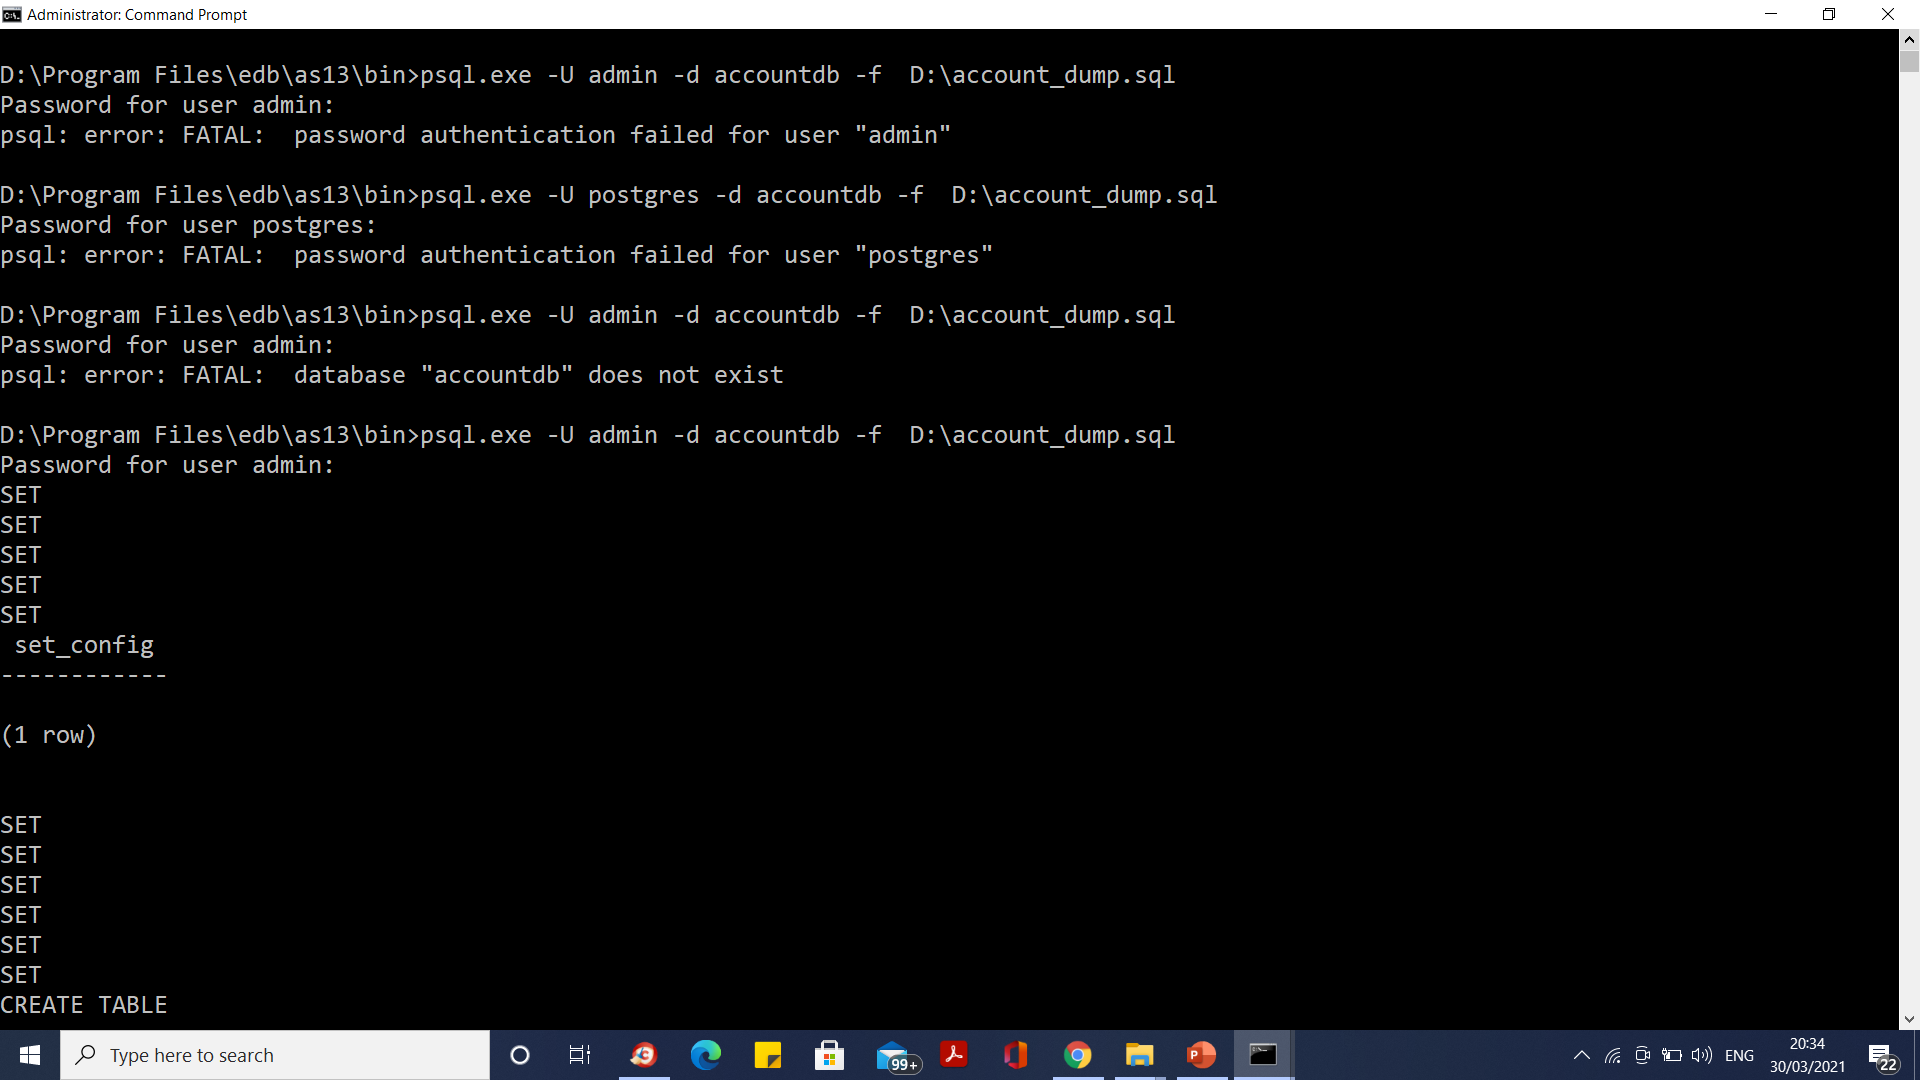 Administrator: Command Prompt
D:\Program Files\edb\as13\bin>psql.exe -U admin -d accountdb -f  D:\account_dump.sql
Password for user admin:
psql: error: FATAL:  password authentication failed for user "admin"
D:\Program Files\edb\as13\bin>psql.exe -U postgres -d accountdb -f  D:\account_dump.sql
Password for user postgres:
psql: error: FATAL:  password authentication failed for user "postgres"
D:\Program Files\edb\as13\bin>psql.exe -U admin -d accountdb -f  D:\account_dump.sql
Password for user admin:
psql: error: FATAL:  database "accountdb" does not exist
D:\Program Files\edb\as13\bin>psql.exe -U admin -d accountdb -f  D:\account_dump.sql
Password for user admin:
SET
SET
SET
SET
SET
 set_config
------------
(1 row)
SET
SET
SET
SET
SET
SET
CREATE TABLE
Type here to search
99+
ENG
20:34
30/03/2021
22